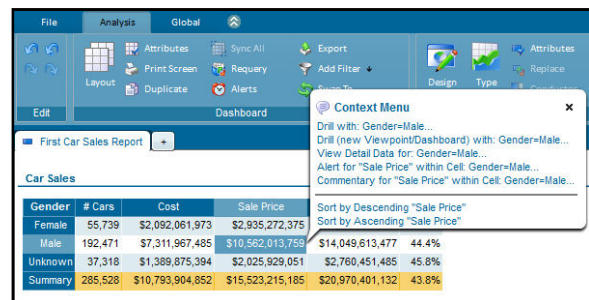 File Analysis Global
Attributes Sync All Export Attributes
Print Screen Requery Add Filter Replace
Layout Duplicate Alerts Swap To Design Type Conductor
Edit Dashboard
Context Menu x
Drill with: Gender=Male...
Drill (new Viewpoint/Dashboard) with: Gender=Male...
View Detail Data for: Gender=Male...
Alert for "Sale Price" within Cell: Gender=Male...
Commentary for "Sale Price" within Cell: Gender=Male...
Sort by Descending "Sale Price"
Sort by Ascending "Sale Price"
First Car Sales Report +
Car Sales
Gender # Cars Cost Sale Price
Female 55,739 $2,092,061,973 $2,935,272,375
Male 192,471 $7,311,967,485 $10,562,013,759 $14,049,613,477 44.4%
Unknown 37,318 $1,389,875,394 $2,025,929,051 $2,760,451,485 45.8%
Summary 285,528 $10,793,904,852 $15,523,215,185 $20,970,401,132 43.8%